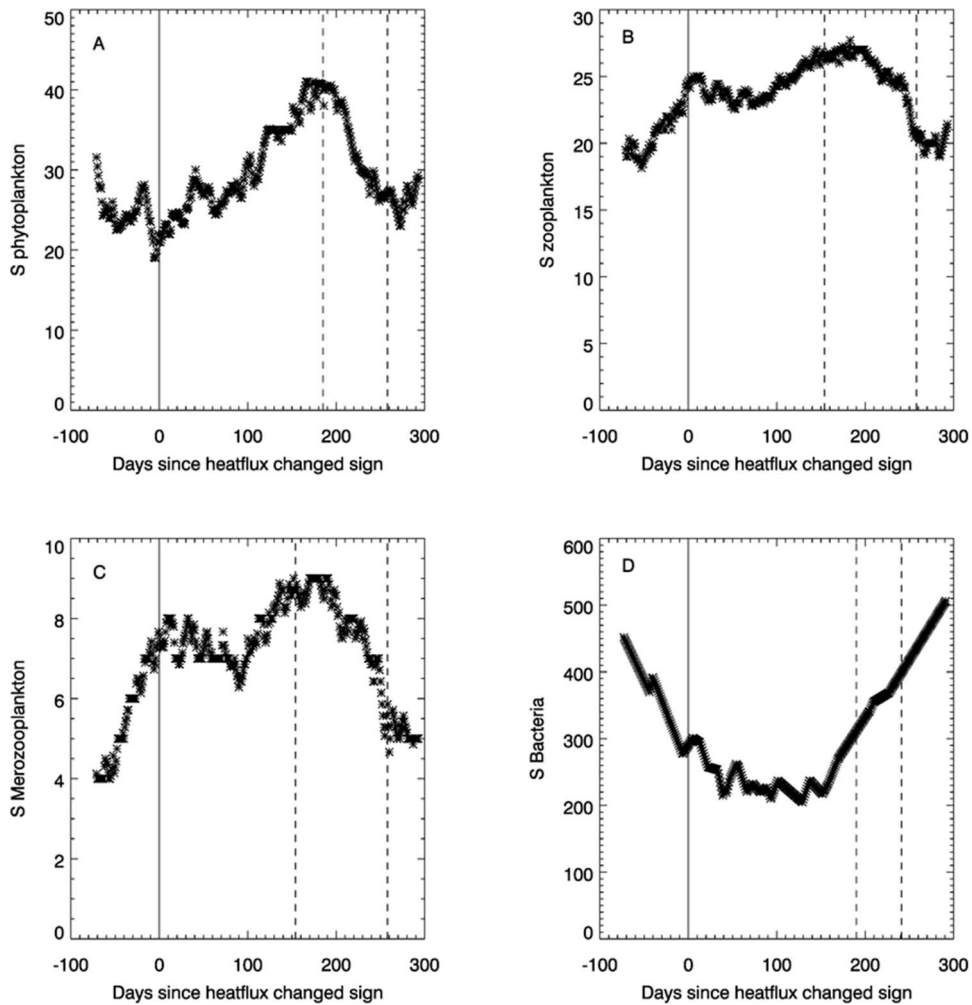 A
50
40
30
20
10
0
S phytoplankton
-100 0 100 200 300
Days since heatflux changed sign
B
30
25
20
15
10
5
0
S zooplankton
-100 0 100 200 300
Days since heatflux changed sign
C
10
8
6
4
2
0
S Merozooplankton
-100 0 100 200 300
Days since heatflux changed sign
D
600
500
400
300
200
100
0
S Bacteria
-100 0 100 200 300
Days since heatflux changed sign